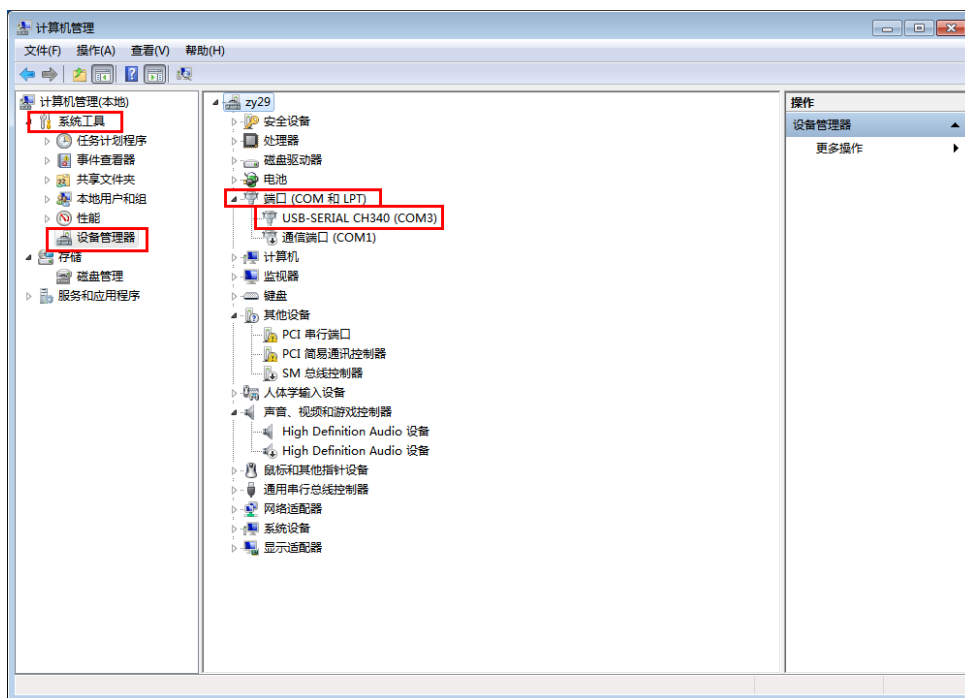 计算机管理
文件(F) 操作(A) 查看(V) 帮助(H)
计算机管理(本地)
系统工具
任务计划程序
事件查看器
共享文件夹
本地用户和组
性能
设备管理器
存储
磁盘管理
服务和应用程序
zy29
安全设备
处理器
磁盘驱动器
电池
端口 (COM 和 LPT)
USB-SERIAL CH340 (COM3)
通信端口 (COM1)
计算机
监视器
键盘
其他设备
PCI 串行端口
PCI 简易通讯控制器
SM 总线控制器
人体学输入设备
声音、视频和游戏控制器
High Definition Audio 设备
High Definition Audio 设备
鼠标和其他指针设备
通用串行总线控制器
网络适配器
系统设备
显示适配器
操作
设备管理器
更多操作